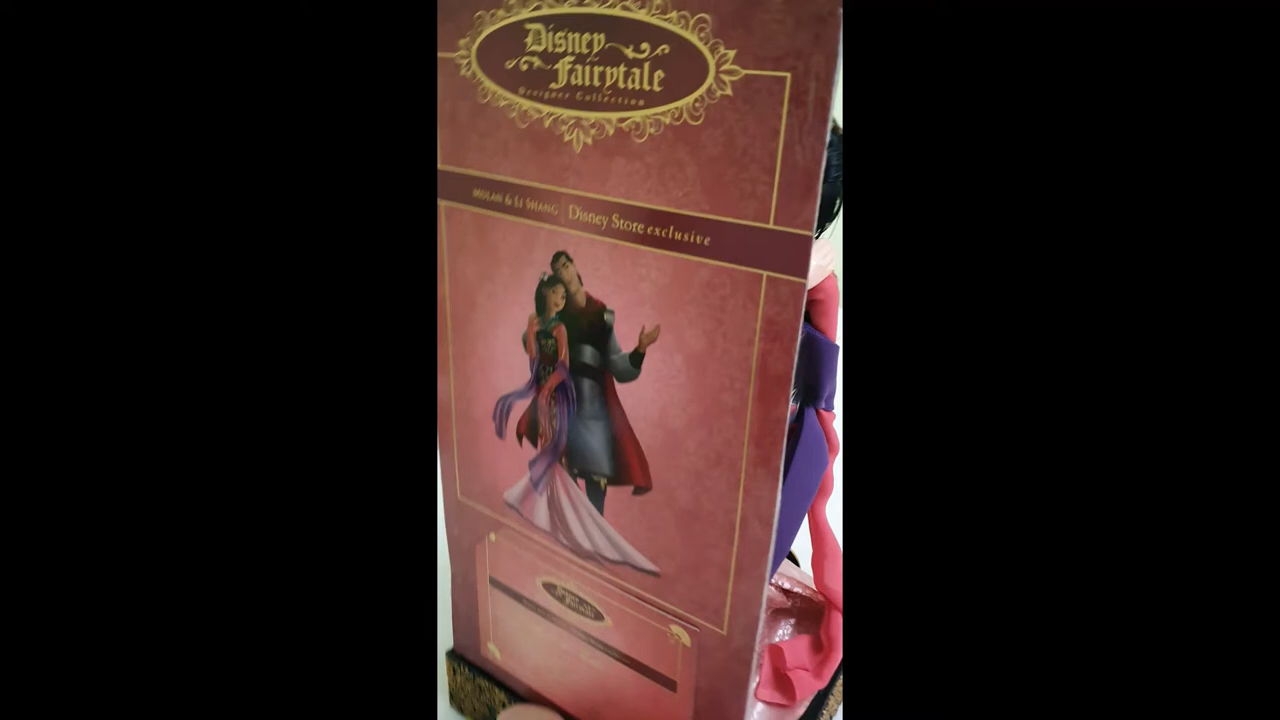 Disney
Fairytale
Designer Collection
MULAN & LI SHANG | Disney Store exclusive